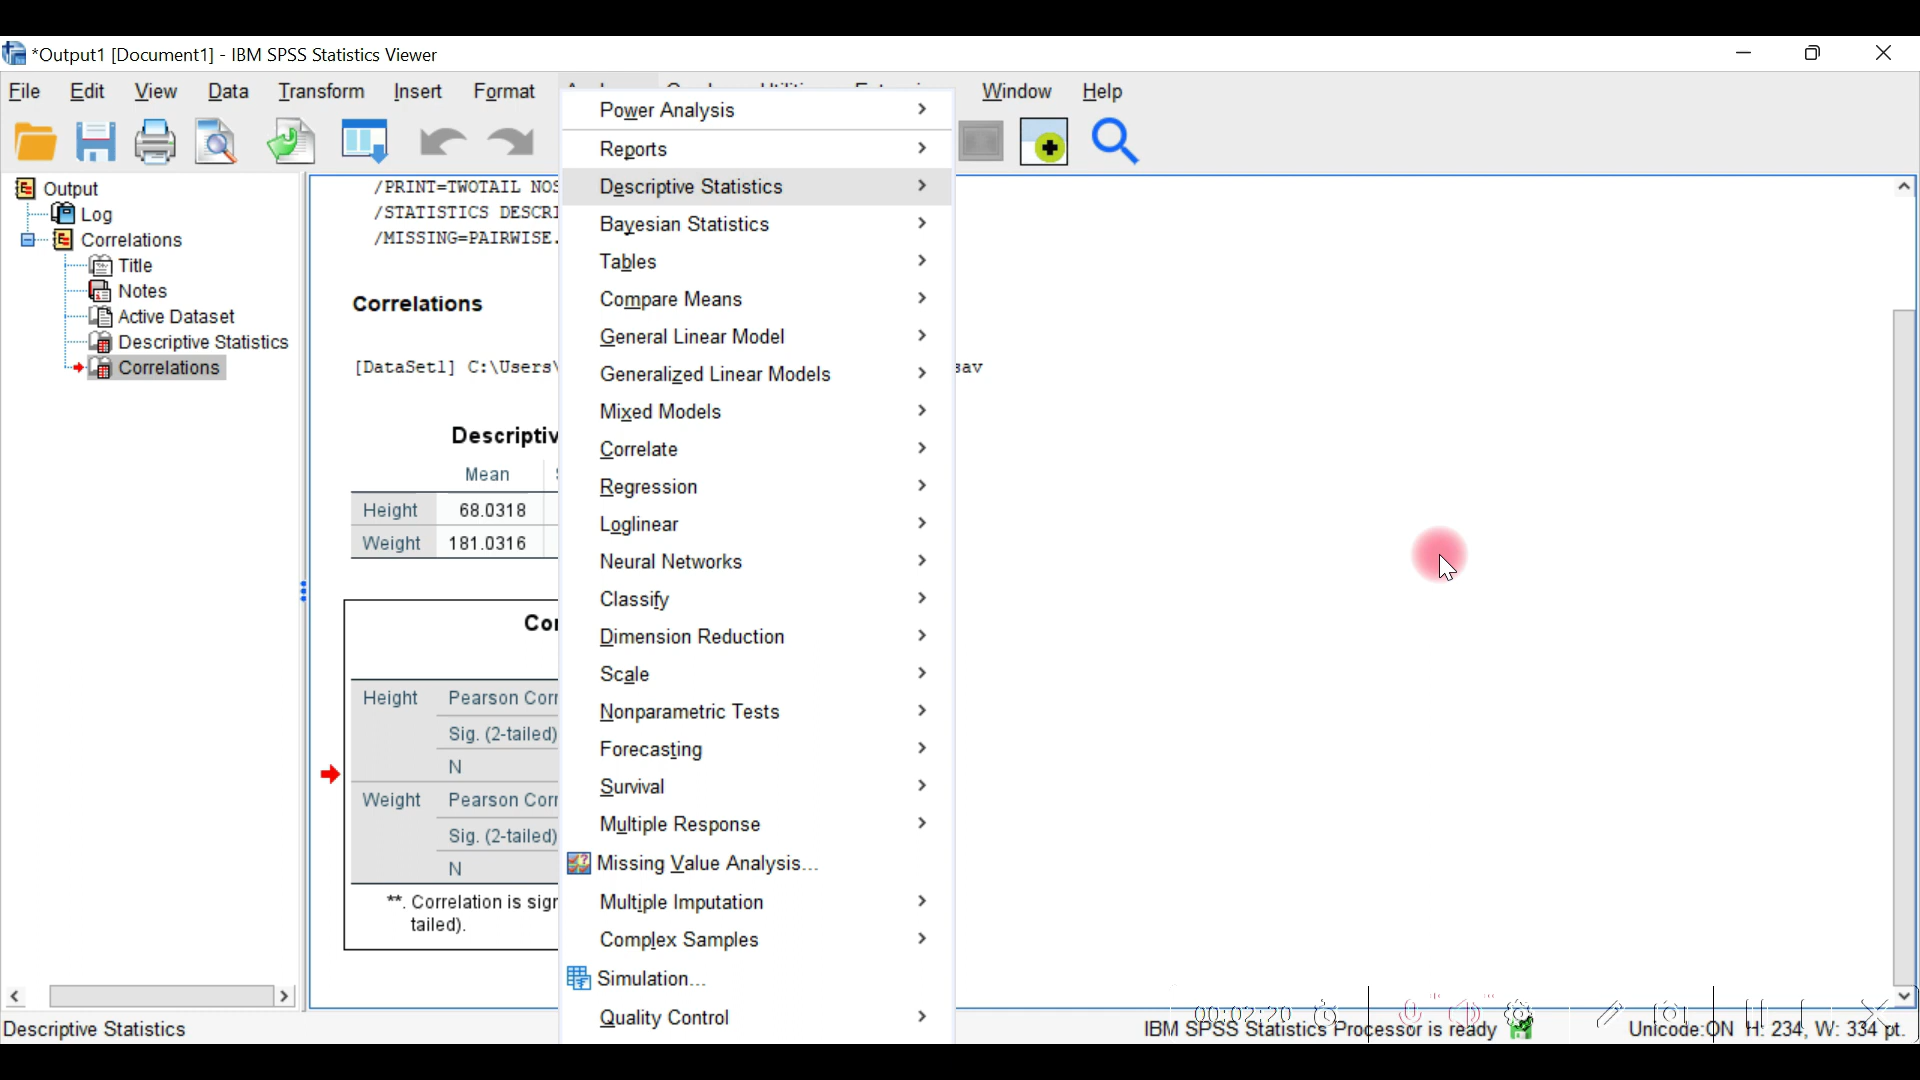 *Output1 [Document1] - IBM SPSS Statistics Viewer
File Edit View Data Transform Insert Format Window Help
Power Analysis
Reports
Descriptive Statistics
Bayesian Statistics
Tables
Compare Means
General Linear Model
Generalized Linear Models
Mixed Models
Correlate
Regression
Loglinear
Neural Networks
Classify
Dimension Reduction
Scale
Nonparametric Tests
Forecasting
Survival
Multiple Response
Missing Value Analysis...
Multiple Imputation
Complex Samples
Simulation...
Quality Control
Output
Log
Correlations
Title
Notes
Active Dataset
Descriptive Statistics
Correlations
/PRINT=TWOTAIL NOS
/STATISTICS DESCRI
/MISSING=PAIRWISE.
Correlations
[DataSet1] C:\Users\ sav
Descriptiv
Mean
Height 68.0318
Weight 181.0316
Cor
Height Pearson Corr
Sig. (2-tailed)
N
Weight Pearson Corr
Sig. (2-tailed)
N
**. Correlation is sigr
tailed).
00:02:20
Descriptive Statistics IBM SPSS Statistics Processor is ready Unicode:ON H: 234, W: 334 pt.